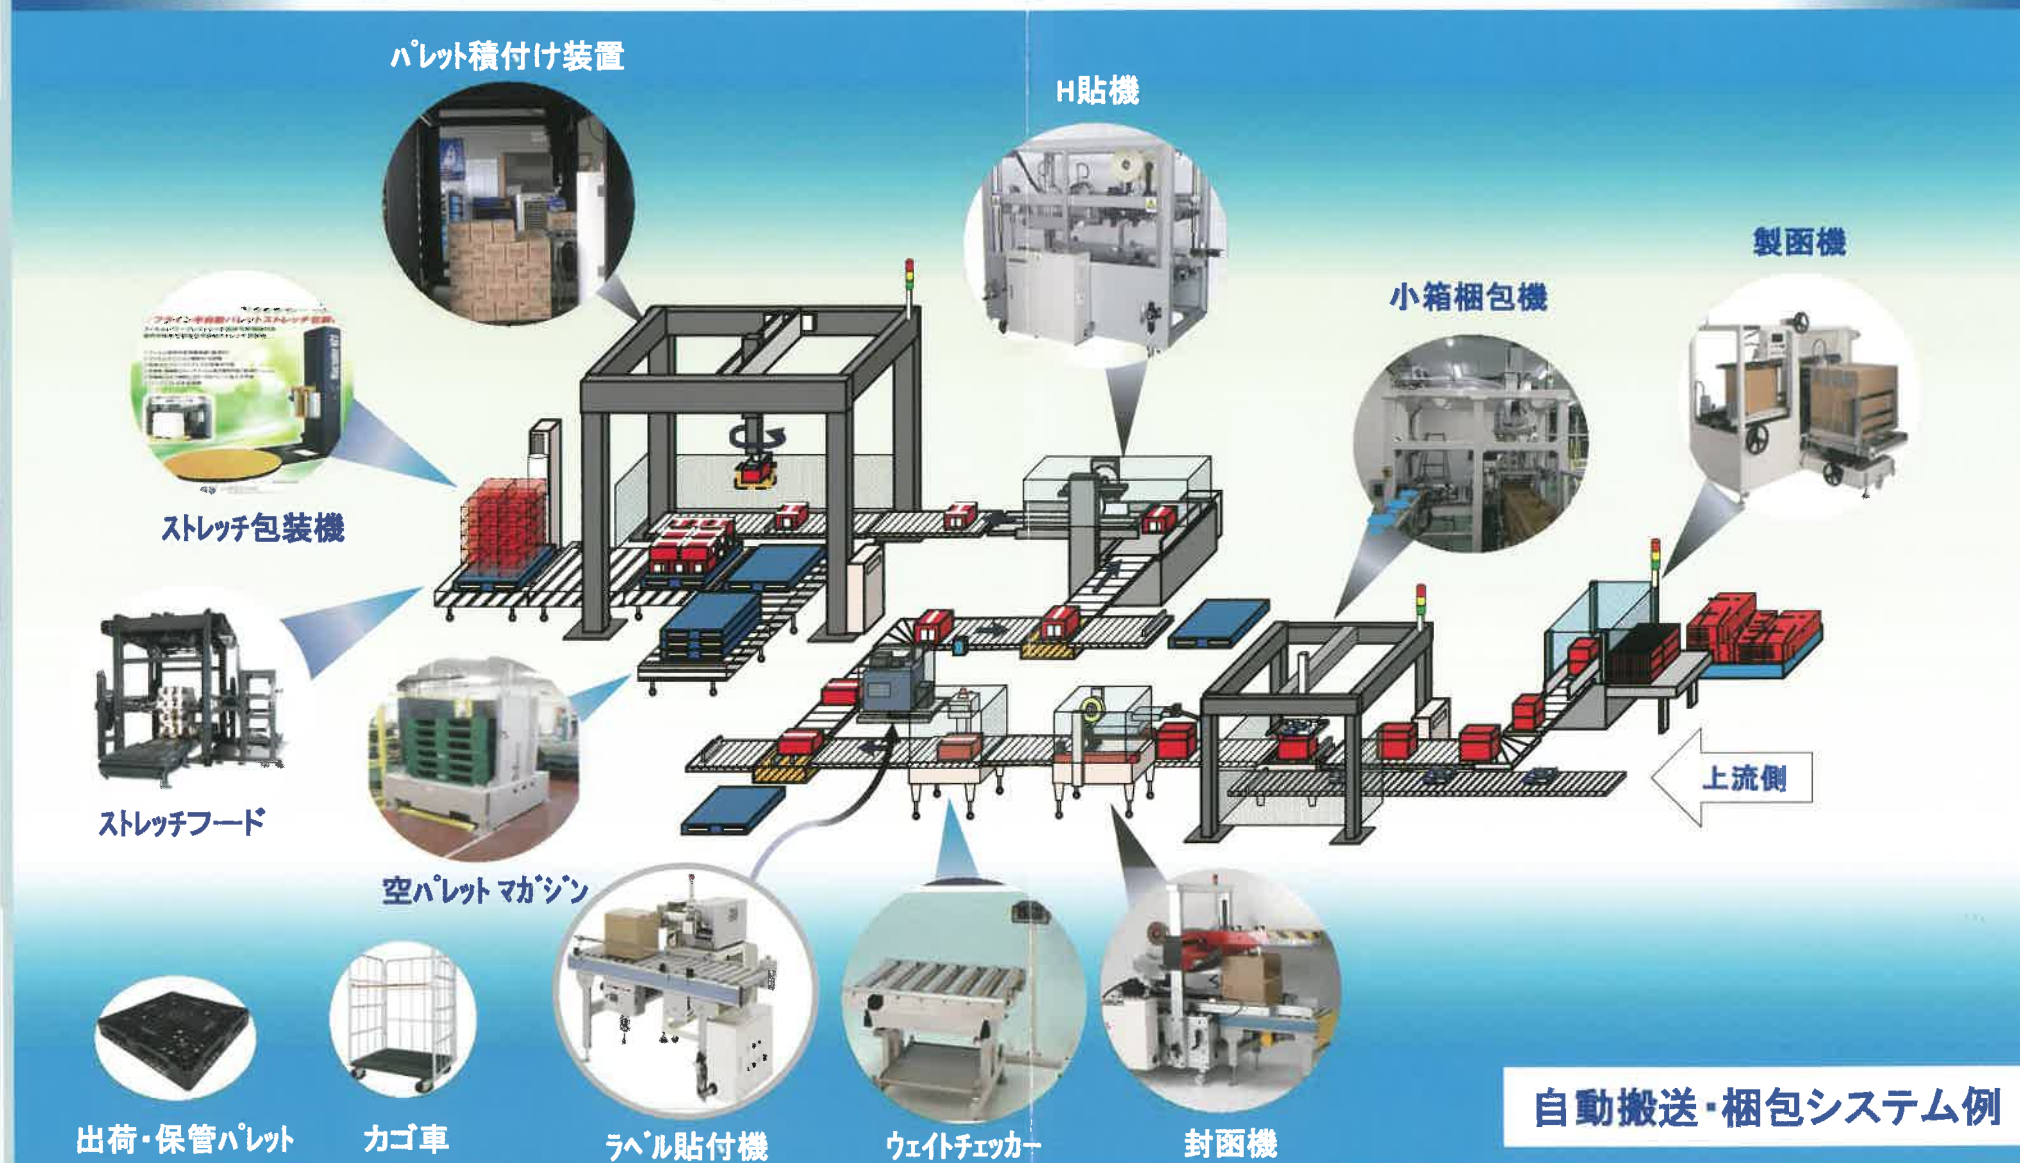 パレット積付け装置
H貼機
製函機
小箱梱包機
ストレッチ包装機
上流側
ストレッチフード
空パレットマガジン
出荷・保管パレット
カゴ車
ラベル貼付機
ウェイトチェッカー
封函機
自動搬送・梱包システム例